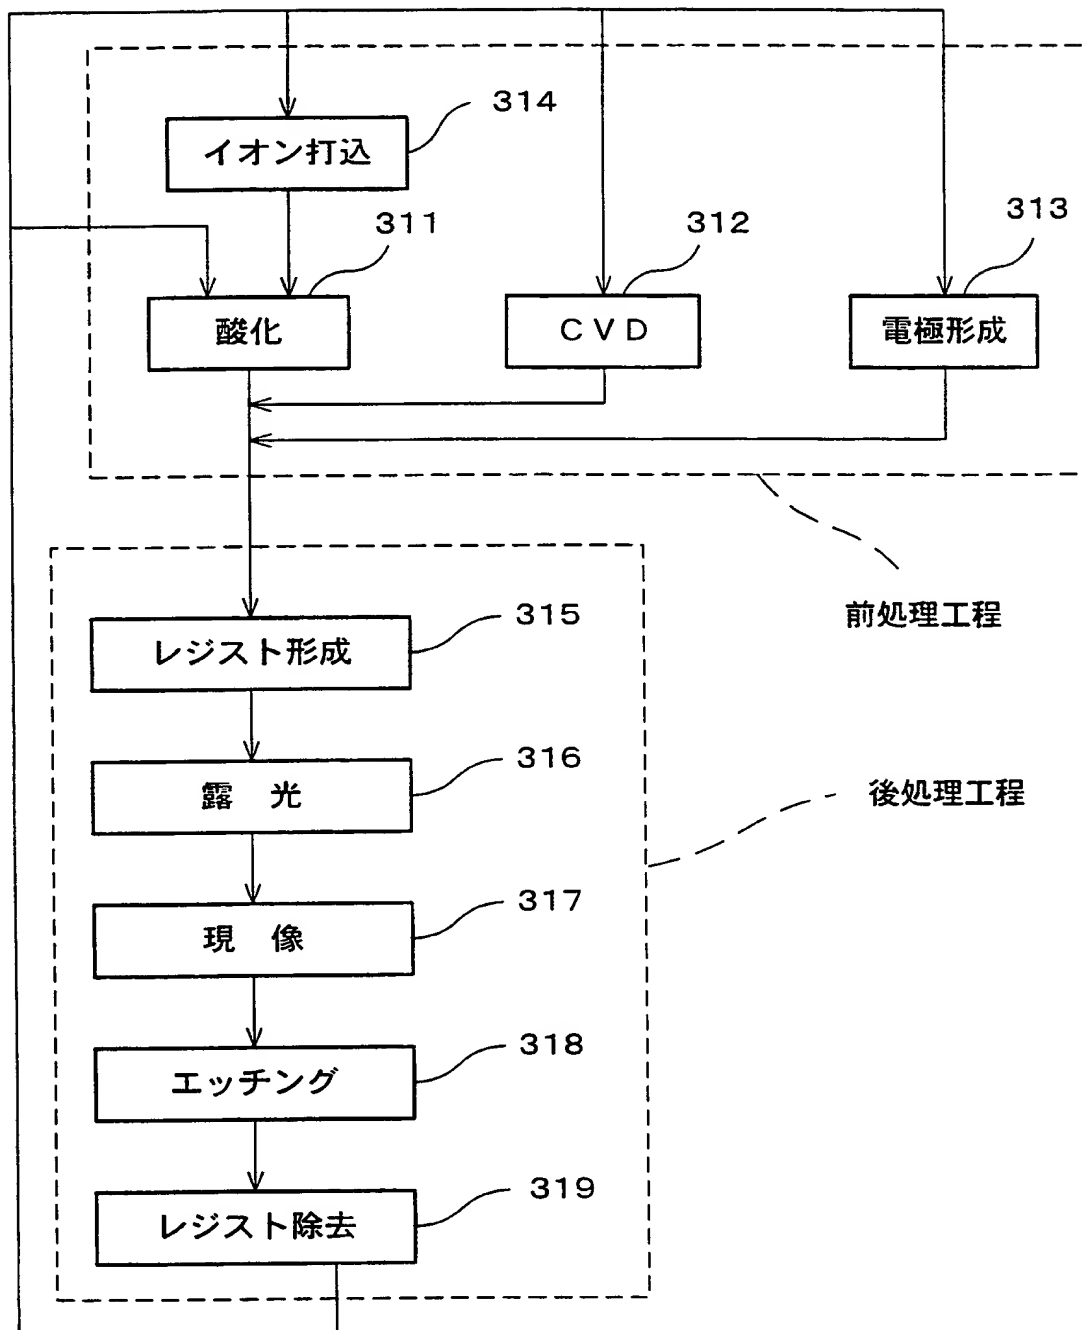 314
イオン打込
311
312
313
酸化
CVD
電極形成
前処理工程
315
レジスト形成
316
露 光
後処理工程
317
現 像
318
エッチング
319
レジスト除去